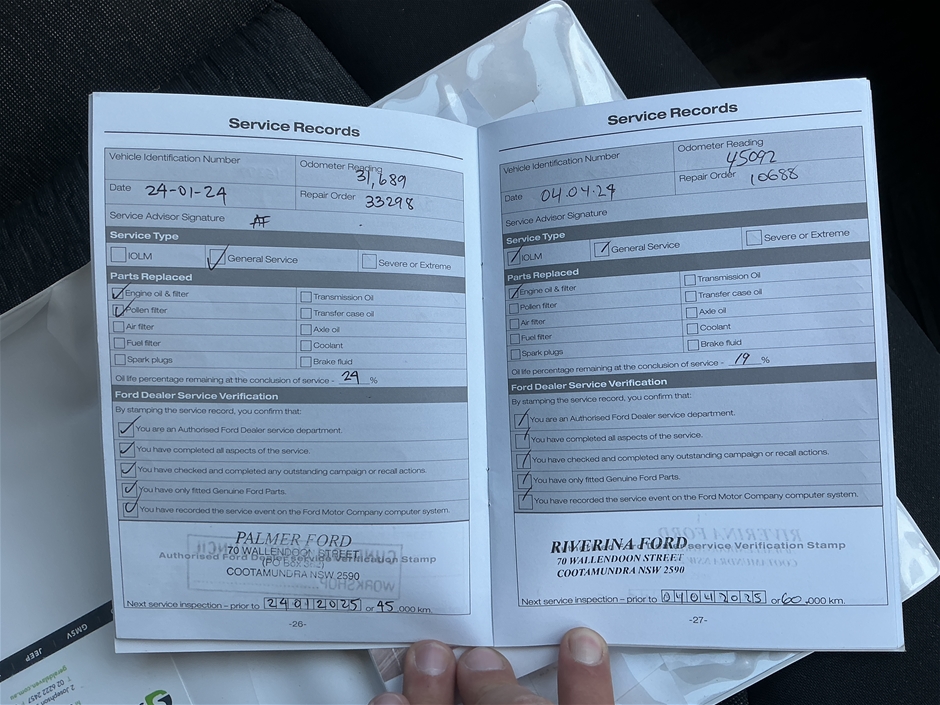 Service Records
Vehicle Identification Number
Odometer Reading
31,689
Date 24-01-24
Repair Order 33298
Service Advisor Signature AF
Service Type
IOLM
General Service
Severe or Extreme
Parts Replaced
Engine oil & filter
Transmission Oil
Pollen filter
Transfer case oil
Air filter
Axle oil
Fuel filter
Coolant
Spark plugs
Brake fluid
Oil life percentage remaining at the conclusion of service - 29 %
Ford Dealer Service Verification
By stamping the service record, you confirm that:
You are an Authorised Ford Dealer service department.
You have completed all aspects of the service.
You have checked and completed any outstanding campaign or recall actions.
You have only fitted Genuine Ford Parts.
You have recorded the service event on the Ford Motor Company computer system.
PALMER FORD
70 WALLENDOON STREET
Authorised Ford Dealer Service Verification Stamp
COOTAMUNDRA NSW 2590
WORKSHOP
Next service inspection – prior to 24012025 or 45,000 km.
-26-
Service Records
Vehicle Identification Number
Odometer Reading
45092
Date 04.04.24
Repair Order 10688
Service Advisor Signature
Service Type
IOLM
General Service
Severe or Extreme
Parts Replaced
Engine oil & filter
Transmission Oil
Pollen filter
Transfer case oil
Air filter
Axle oil
Fuel filter
Coolant
Spark plugs
Brake fluid
Oil life percentage remaining at the conclusion of service - 19 %
Ford Dealer Service Verification
By stamping the service record, you confirm that:
You are an Authorised Ford Dealer service department.
You have completed all aspects of the service.
You have checked and completed any outstanding campaign or recall actions.
You have only fitted Genuine Ford Parts.
You have recorded the service event on the Ford Motor Company computer system.
RIVERINA FORD
Service Verification Stamp
70 WALLENDOON STREET
COOTAMUNDRA NSW 2590
Next service inspection – prior to 04042025 or 60,000 km.
-27-
GMSV
JEEP